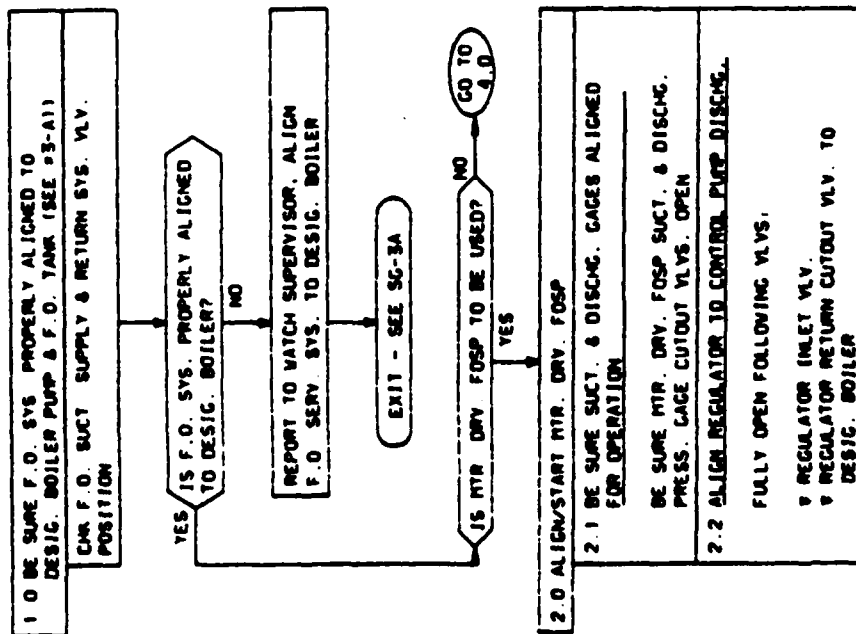 1 0 BE SURE F.O. SYS PROPERLY ALIGNED TO
DESIG. BOILER PUMP & F.O. TANK (SEE #3-A1)
CHK F.O. SUCT SUPPLY & RETURN SYS. VLV.
POSITION
IS F.O. SYS. PROPERLY ALIGNED
TO DESIG. BOILER?
YES
NO
REPORT TO WATCH SUPERVISOR, ALIGN
F.O SERV. SYS. TO DESIG. BOILER
EXIT - SEE SG-3A
IS MTR DRV. FOSP TO BE USED?
NO
GO TO
4.0
YES
2.0 ALIGN/START MTR. DRV. FOSP
2.1 BE SURE SUCT. & DISCHG. GAGES ALIGNED
FOR OPERATION
BE SURE MTR. DRV. FOSP SUCT. & DISCHG.
PRESS. GAGE CUTOUT VLVS. OPEN
2.2 ALIGN REGULATOR TO CONTROL PUMP DISCHG.
FULLY OPEN FOLLOWING VLVS:
▽ REGULATOR INLET VLV.
▽ REGULATOR RETURN CUTOUT VLV. TO
DESIG. BOILER